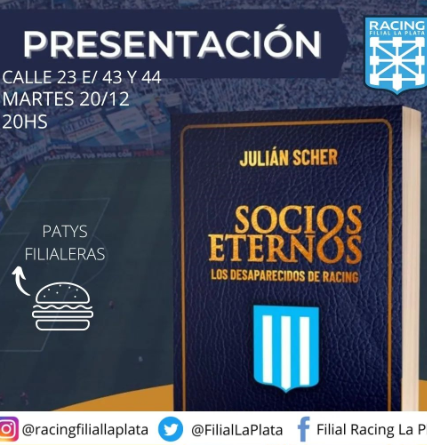 PRESENTACIÓN
RACING
FILIAL LA PLATA
CALLE 23 E/ 43 Y 44
MARTES 20/12
20HS
JULIÁN SCHER
SOCIOS
ETERNOS
LOS DESAPARECIDOS DE RACING
PATYS
FILIALERAS
@racingfiliallaplata
@FilialLaPlata
Filial Racing La P